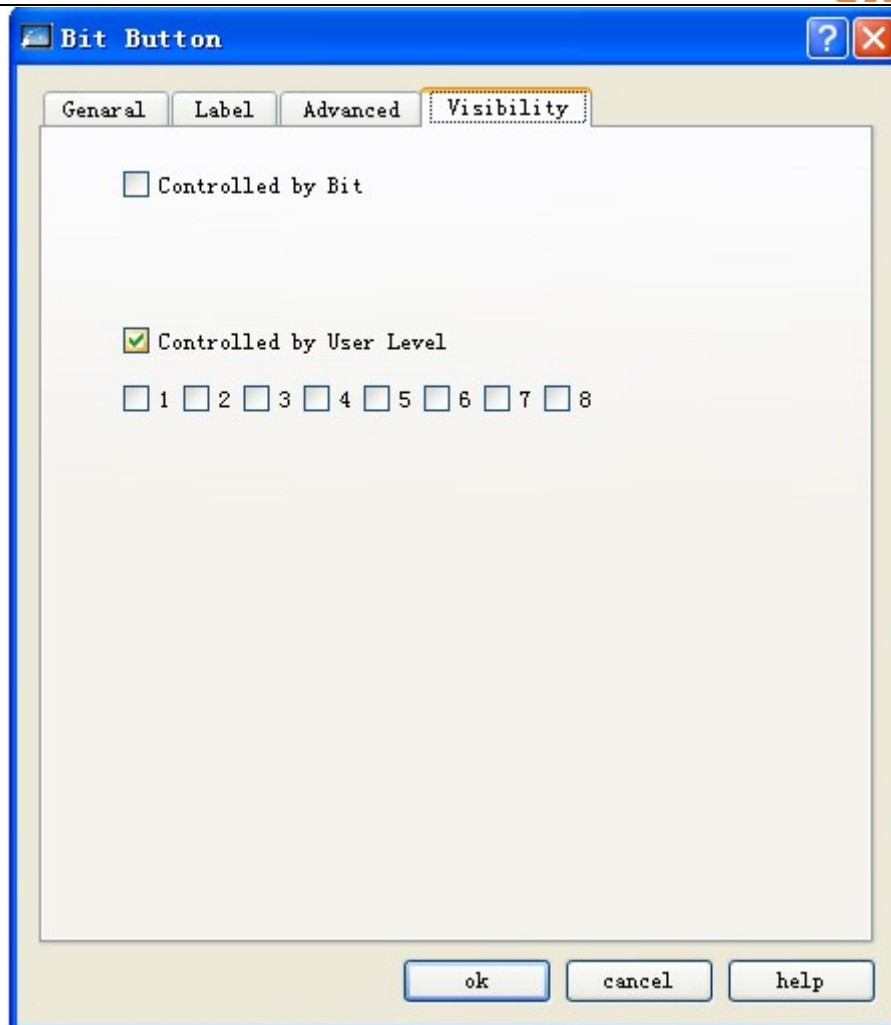 Bit Button
Genaral Label Advanced Visibility
Controlled by Bit
Controlled by User Level
1 2 3 4 5 6 7 8
ok cancel help